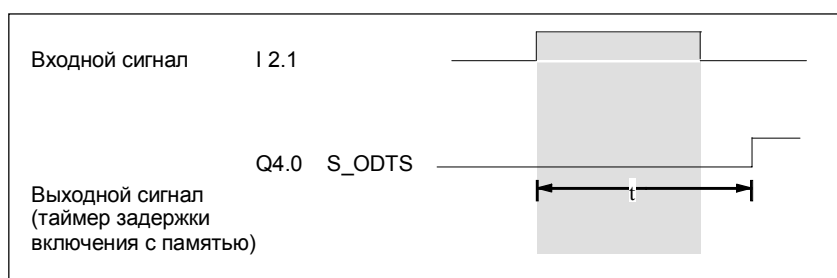 Входной сигнал I 2.1
Q4.0 S_ODTS
t
Выходной сигнал
(таймер задержки
включения с памятью)